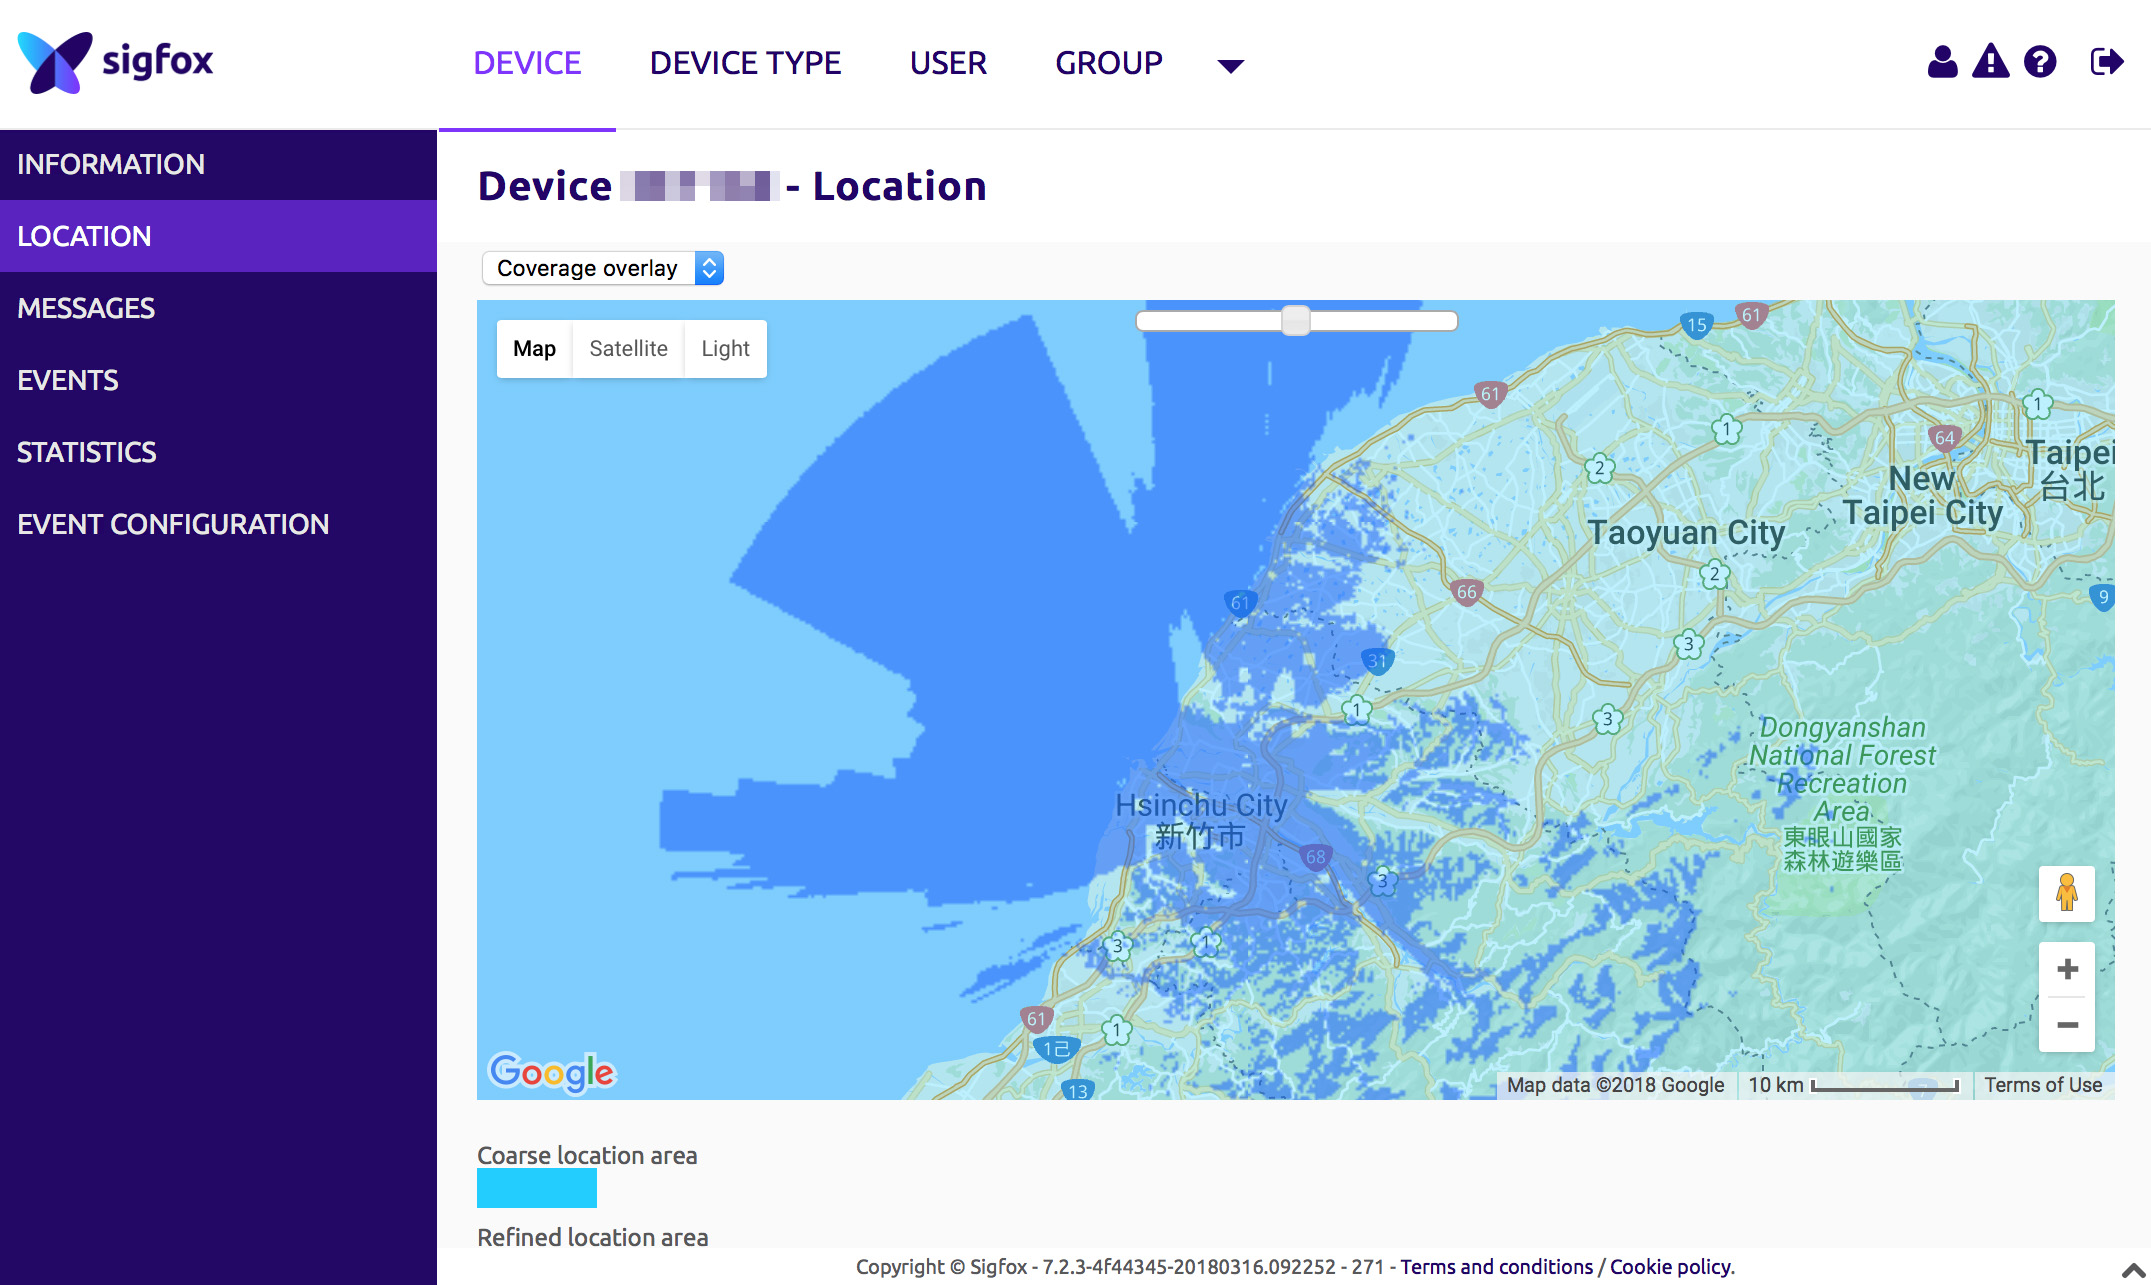 sigfox
DEVICE
DEVICE TYPE
USER
GROUP
INFORMATION
LOCATION
MESSAGES
EVENTS
STATISTICS
EVENT CONFIGURATION
Device - Location
Coverage overlay
Map
Satellite
Light
15
61
61
1
1
64
2
Taipei
台北
New
Taipei City
Taoyuan City
2
66
61
9
3
31
1
3
Dongyanshan
National Forest
Recreation
Area
東眼山國家
森林遊樂區
Hsinchu City
新竹市
68
3
3
1
61
1
1己
13
7
Google
Map data ©2018 Google
10 km
Terms of Use
Coarse location area
Refined location area
Copyright © Sigfox - 7.2.3-4f44345-20180316.092252 - 271 - Terms and conditions / Cookie policy.